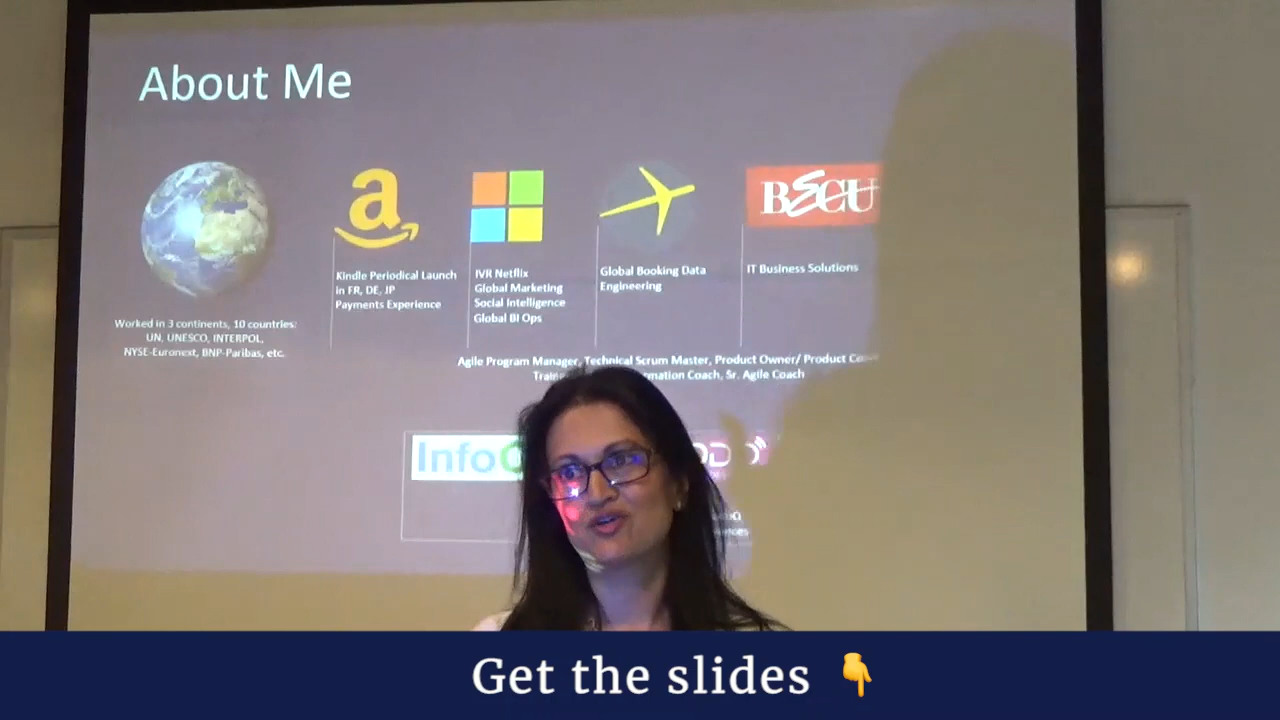 About Me
BECU
Kindle Periodical Launch
in FR, DE, JP
Payments Experience
IVR Netflix
Global Marketing
Social Intelligence
Global BI Ops
Global Booking Data
Engineering
IT Business Solutions
Worked in 3 continents, 10 countries:
UN, UNESCO, INTERPOL,
NYSE-Euronext, BNP-Paribas, etc.
Agile Program Manager, Technical Scrum Master, Product Owner/ Product
Coach, Sr. Agile Coach
Info
Get the slides 👇